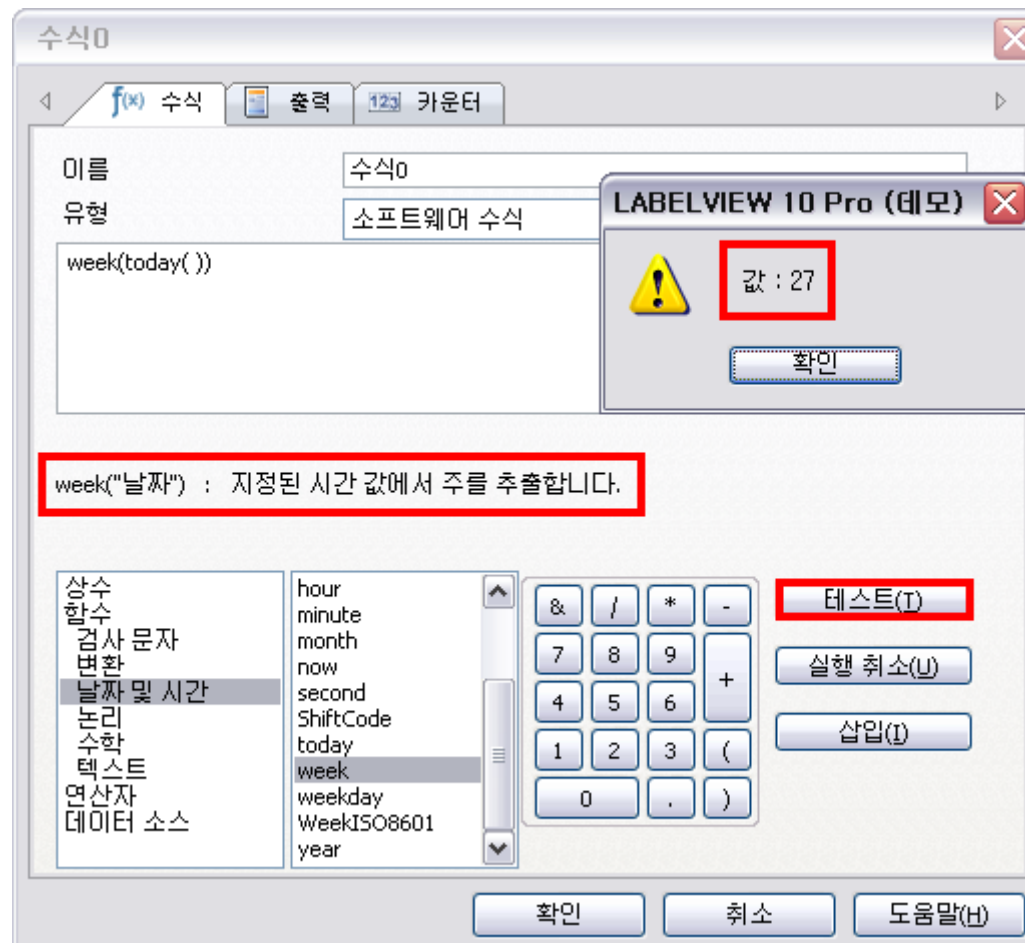 수식0
f(x) 수식
출력
123 카운터
이름
수식0
유형
소프트웨어 수식
week(today( ))
LABELVIEW 10 Pro (데모)
값 : 27
확인
week("날짜") : 지정된 시간 값에서 주를 추출합니다.
상수
함수
검사 문자
변환
날짜 및 시간
논리
수학
텍스트
연산자
데이터 소스
hour
minute
month
now
second
ShiftCode
today
week
weekday
WeekISO8601
year
& / * -
7 8 9 +
4 5 6
1 2 3 (
0 . )
테스트(T)
실행 취소(U)
삽입(I)
확인
취소
도움말(H)